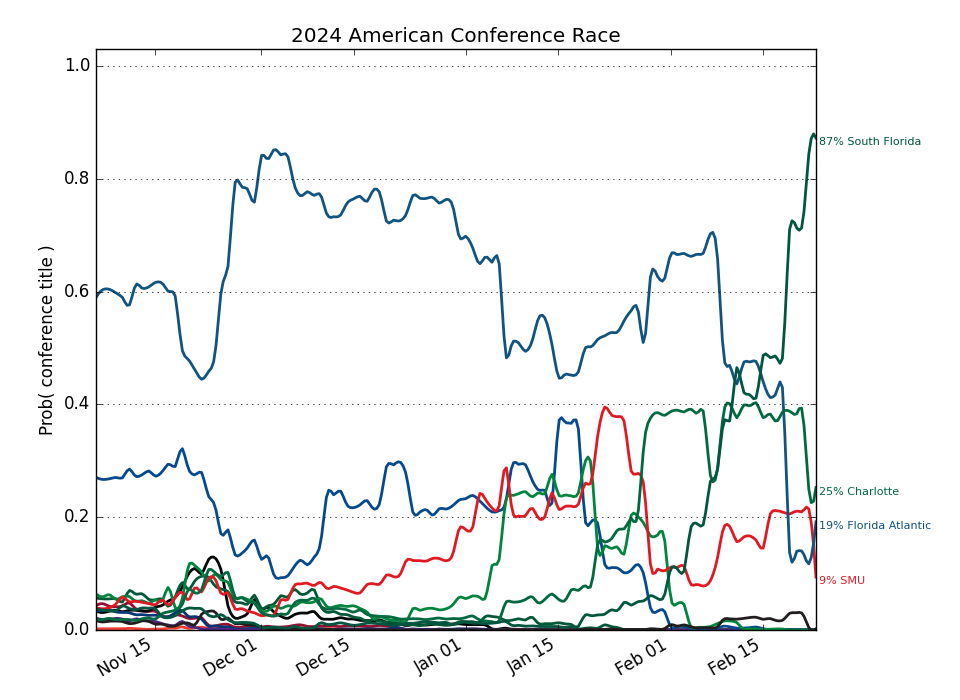 2024 American Conference Race
Prob( conference title )
1.0
0.8
0.6
0.4
0.2
0.0
87% South Florida
25% Charlotte
19% Florida Atlantic
9% SMU
Nov 15
Dec 01
Dec 15
Jan 01
Jan 15
Feb 01
Feb 15